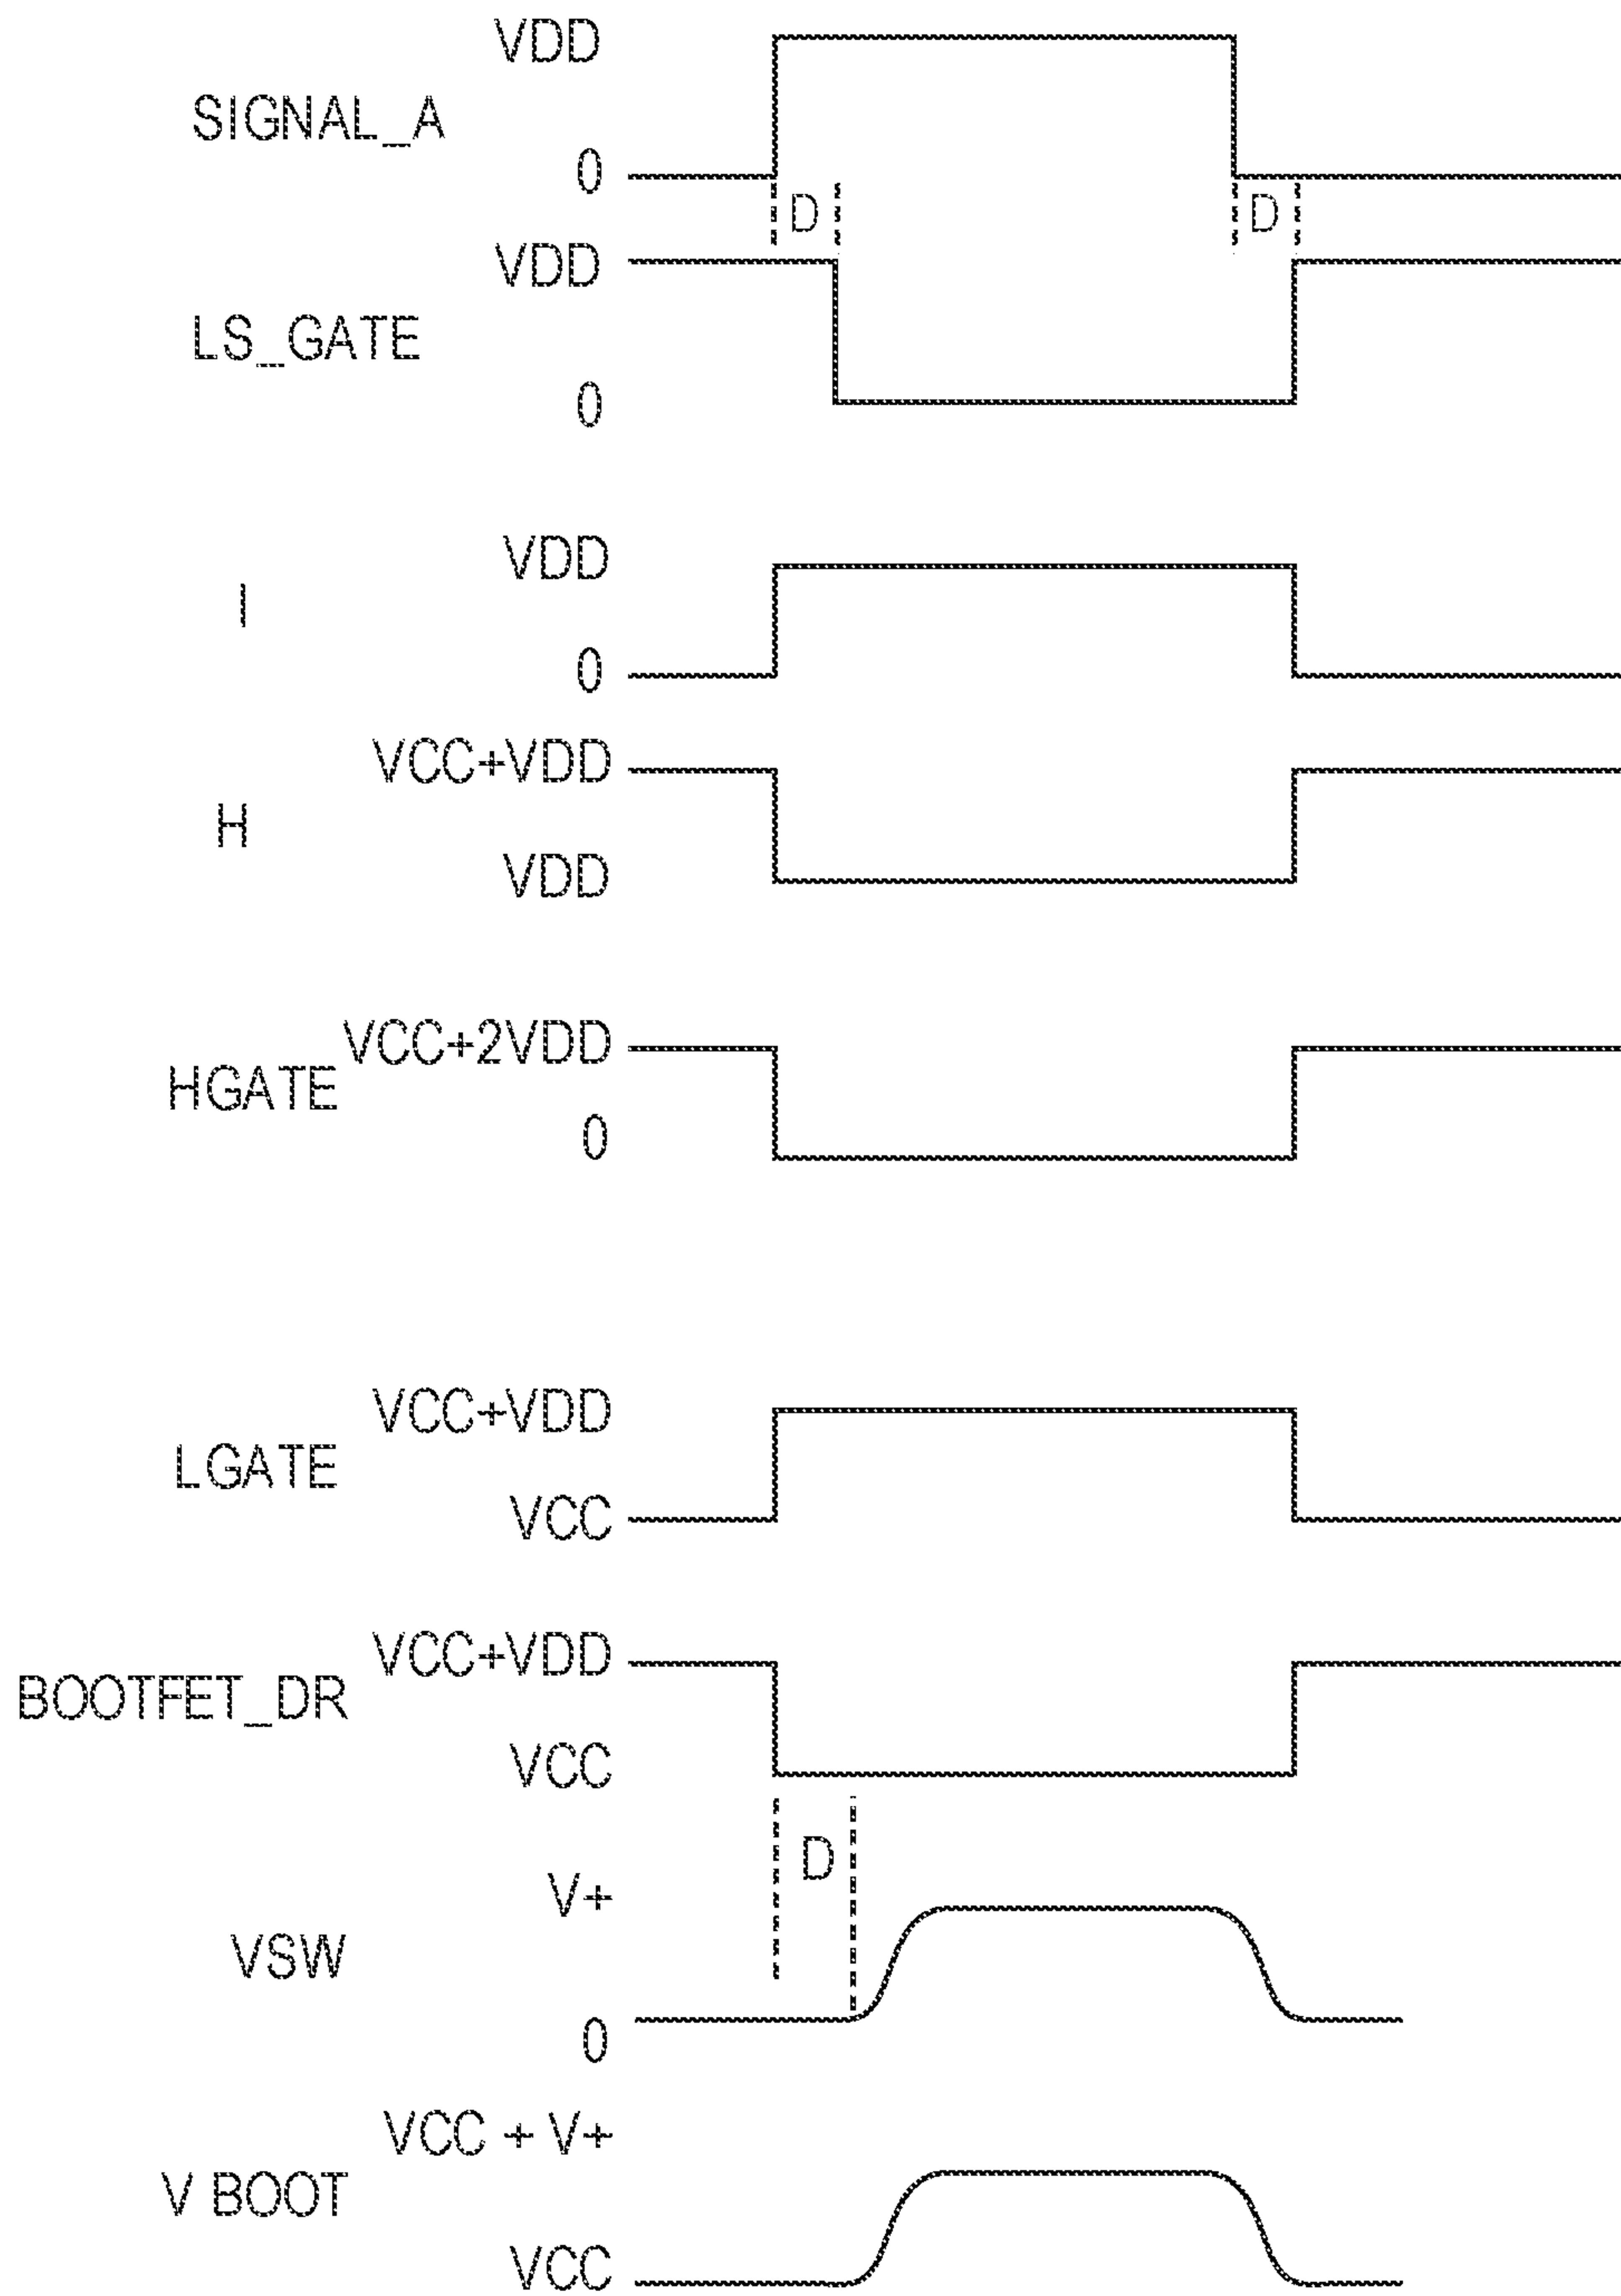 VDD
SIGNAL_A
0
D D
VDD
LS_GATE
0
VDD
I
0
VCC+VDD
H
VDD
VCC+2VDD
HGATE
0
VCC+VDD
LGATE
VCC
VCC+VDD
BOOTFET_DR
VCC
D
V+
VSW
0
VCC + V+
V BOOT
VCC